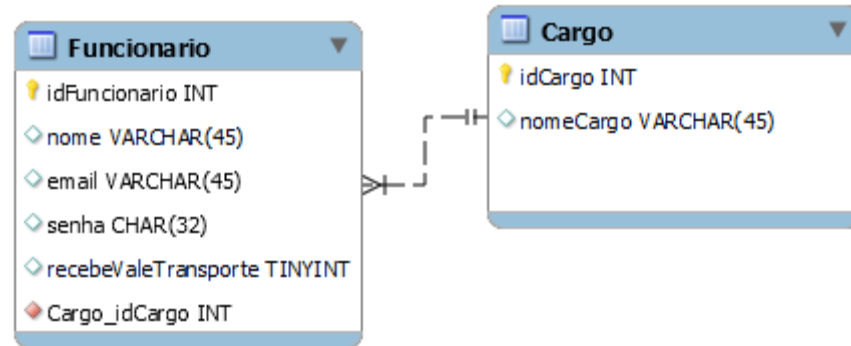 Funcionario
idFuncionario INT
nome VARCHAR(45)
email VARCHAR(45)
senha CHAR(32)
recebeValeTransporte TINYINT
Cargo_idCargo INT
Cargo
idCargo INT
nomeCargo VARCHAR(45)